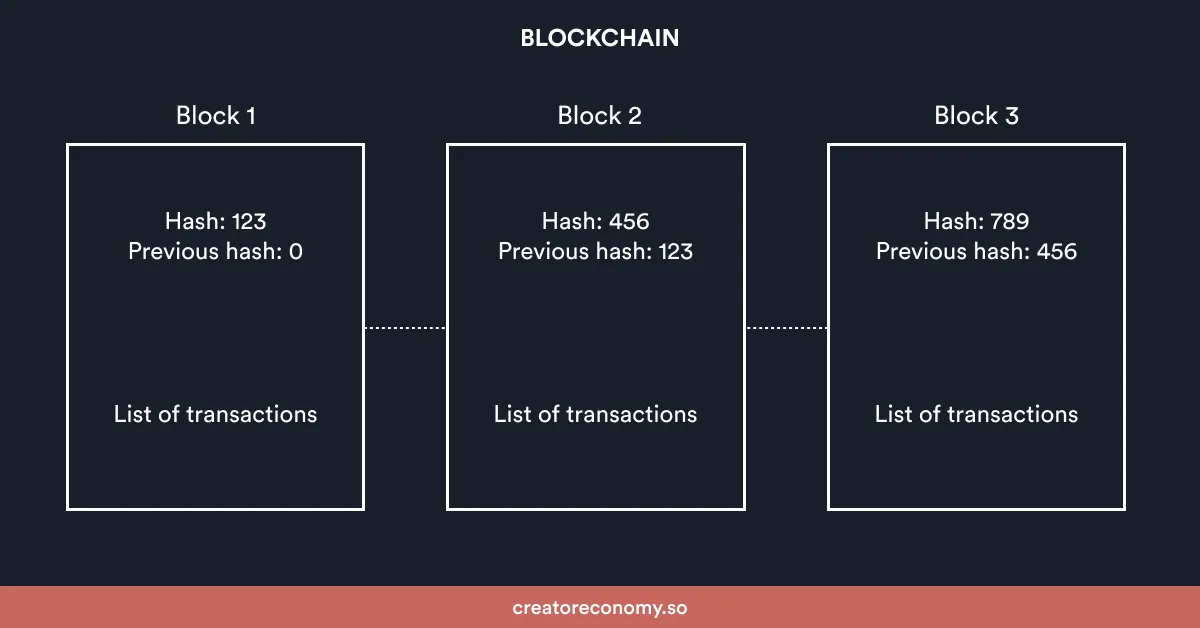 BLOCKCHAIN
Block 1
Hash: 123
Previous hash: 0
List of transactions
Block 2
Hash: 456
Previous hash: 123
List of transactions
Block 3
Hash: 789
Previous hash: 456
List of transactions
creatoreconomy.so